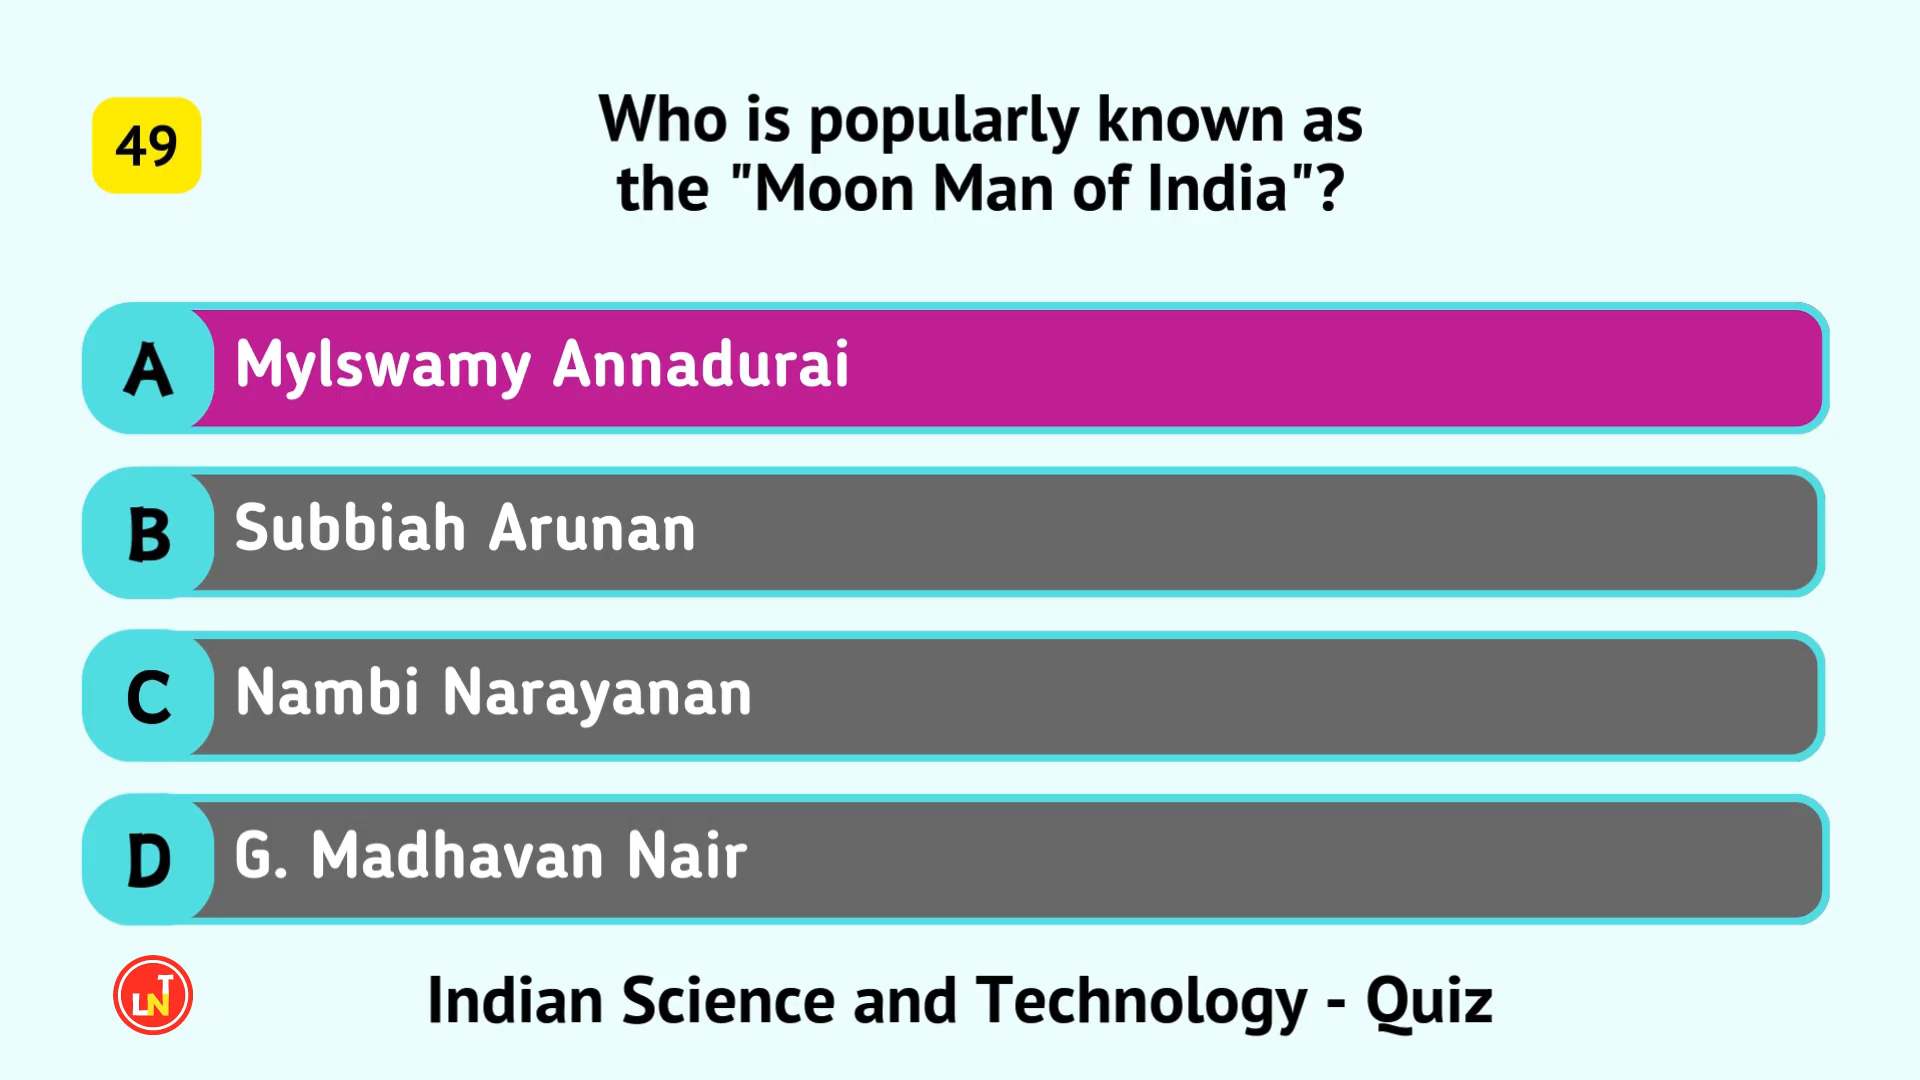 49
Who is popularly known as
the "Moon Man of India"?
A Mylswamy Annadurai
B Subbiah Arunan
C Nambi Narayanan
D G. Madhavan Nair
LNT
Indian Science and Technology - Quiz